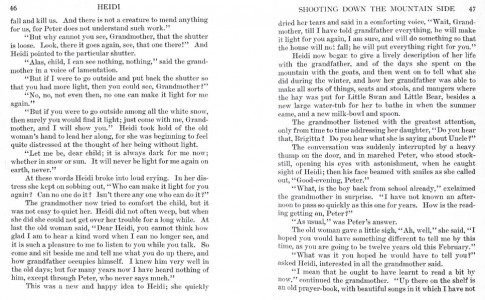 46 HEIDI
fall and kill us. And there is not a creature to mend anything
for us, for Peter does not understand such work."
"But why cannot you see, Grandmother, that the shutter
is loose. Look, there it goes again, see, that one there!" And
Heidi pointed to the particular shutter.
"Alas, child, I can see nothing, nothing," said the grand-
mother in a voice of lamentation.
"But if I were to go outside and put back the shutter so
that you had more light, then you could see, Grandmother?"
"No, no, not even then, no one can make it light for me
again."
"But if you were to go outside among all the white snow,
then surely you would find it light; just come with me, Grand-
mother, and I will show you." Heidi took hold of the old
woman's hand to lead her along, for she was beginning to feel
quite distressed at the thought of her being without light.
"Let me be, dear child; it is always dark for me now;
whether in snow or sun. It will never be light for me again on
earth, never."
At these words Heidi broke into loud crying. In her dis-
tress she kept on sobbing out, "Who can make it light for you
again? Can no one do it? Isn't there any one who can do it?"
The grandmother now tried to comfort the child, but it
was not easy to quiet her. Heidi did not often weep, but when
she did she could not get over her trouble for a long while. At
last the old woman said, "Dear Heidi, you cannot think how
glad I am to hear a kind word when I can no longer see, and
it is such a pleasure to me to listen to you while you talk. So
come and sit beside me and tell me what you do up there, and
how grandfather occupies himself. I knew him very well in
the old days; but for many years now I have heard nothing of
him, except through Peter, who never says much."
This was a new and happy idea to Heidi; she quickly
SHOOTING DOWN THE MOUNTAIN SIDE 47
dried her tears and said in a comforting voice, "Wait, Grand-
mother, till I have told grandfather everything, he will make
it light for you again, I am sure, and will do something so that
the house will not fall; he will put everything right for you."
Heidi now began to give a lively description of her life
with the grandfather, and of the days she spent on the
mountain with the goats, and then went on to tell what she
did during the winter, and how her grandfather was able to
make all sorts of things, seats and stools, and mangers where
the hay was put for Little Swan and Little Bear, besides a
new large water-tub for her to bathe in when the summer
came, and a new milk-bowl and spoon.
The grandmother listened with the greatest attention,
only from time to time addressing her daughter, "Do you hear
that, Brigitta? Do you hear what she is saying about Uncle?"
The conversation was suddenly interrupted by a heavy
thump on the door, and in marched Peter, who stood stock-
still, opening his eyes with astonishment, when he caught
sight of Heidi; then his face beamed with smiles as she called
out, "Good-evening, Peter."
"What, is the boy back from school already," exclaimed
the grandmother in surprise. "I have not known an after-
noon to pass so quickly as this one for years. How is the read-
ing getting on, Peter?"
"As usual," was Peter's answer.
The old woman gave a little sigh, "Ah, well," she said, "I
hoped you would have something different to tell me by this
time, as you are going to be twelve years old this February."
"What was it you hoped he would have to tell you?"
asked Heidi, interested in all the grandmother said.
"I mean that he ought to have learnt to read a bit by
now," continued the grandmother. "Up there on the shelf is
an old prayer-book, with beautiful songs in it which I have not